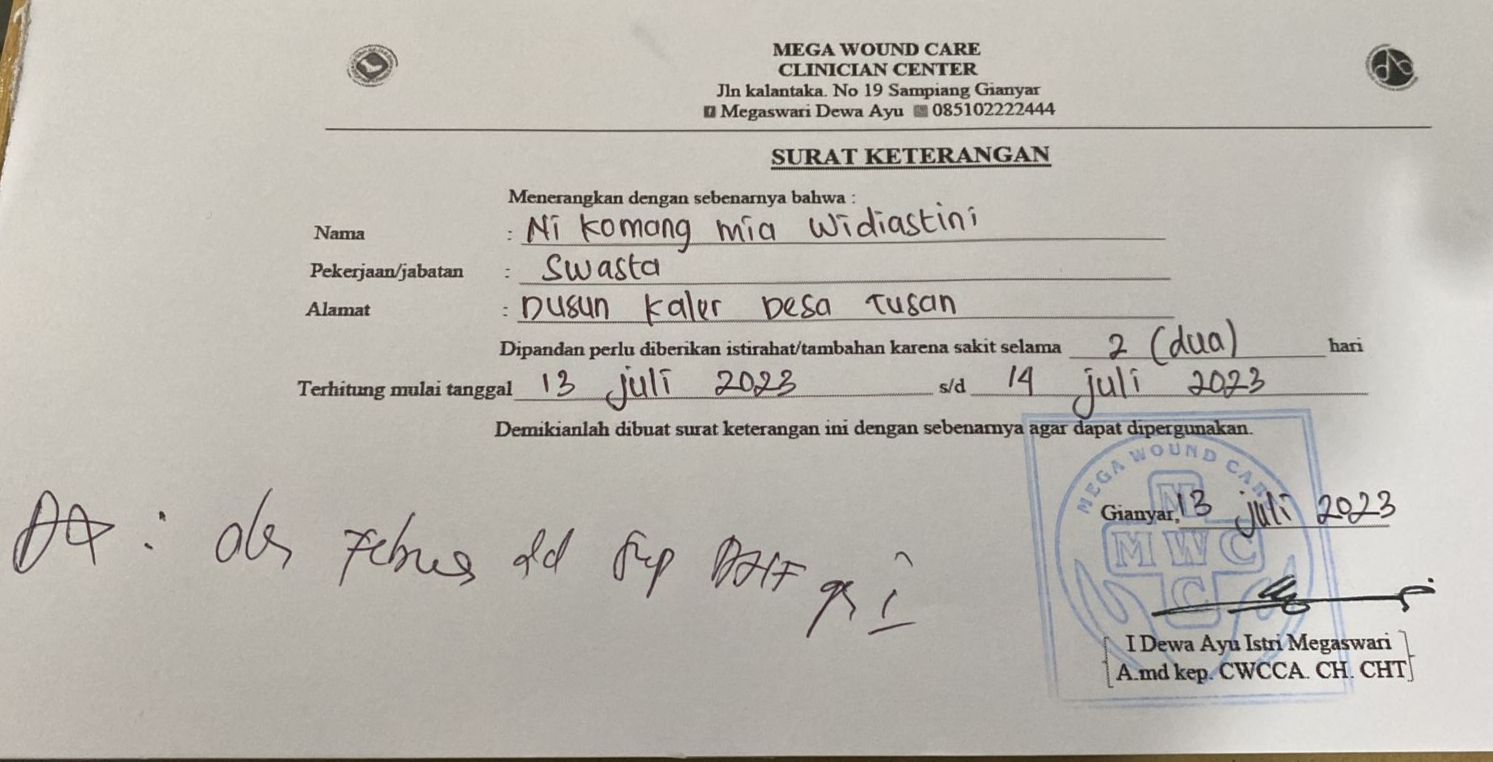 MEGA WOUND CARE
CLINICIAN CENTER
Jln kalantaka. No 19 Sampiang Gianyar
Megaswari Dewa Ayu 085102222444
SURAT KETERANGAN
Menerangkan dengan sebenarnya bahwa :
Nama : Ni Komang mia Widiastini
Pekerjaan/jabatan : Swasta
Alamat : Dusun Kaler Desa Tusan
Dipandan perlu diberikan istirahat/tambahan karena sakit selama 2 (dua) hari
Terhitung mulai tanggal 13 juli 2023 s/d 14 juli 2023
Demikianlah dibuat surat keterangan ini dengan sebenarnya agar dapat dipergunakan.
MEGA WOUND CARE
Gianyar, 13 juli 2023
MWC
C
: obs Febris DHF
I Dewa Ayu Istri Megaswari
A.md kep. CWCCA. CH. CHT